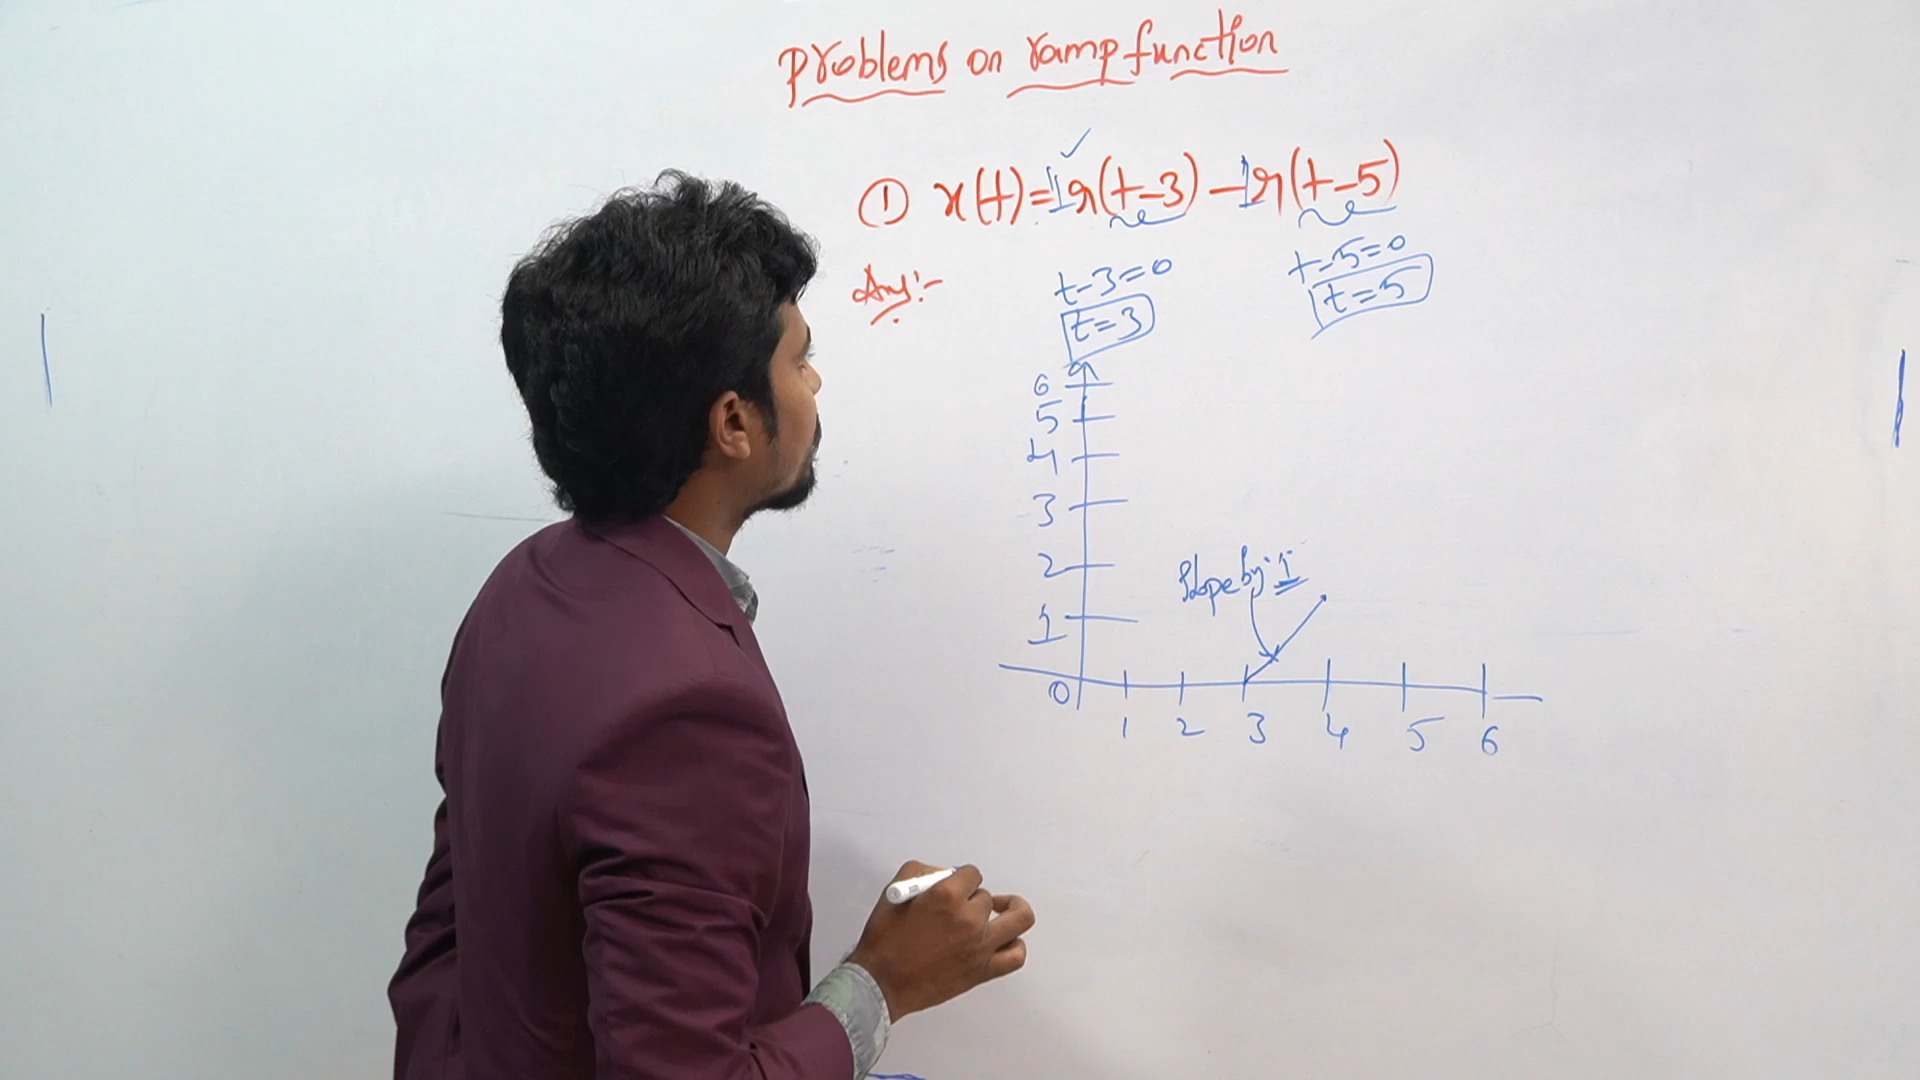 Problems on ramp function
① x(t)=1r(t-3)-1r(t-5)
Ans:-
t-3=0
t=3
t-5=0
t=5
6
5
4
3
2
1
0
Slope by 1
1 2 3 4 5 6